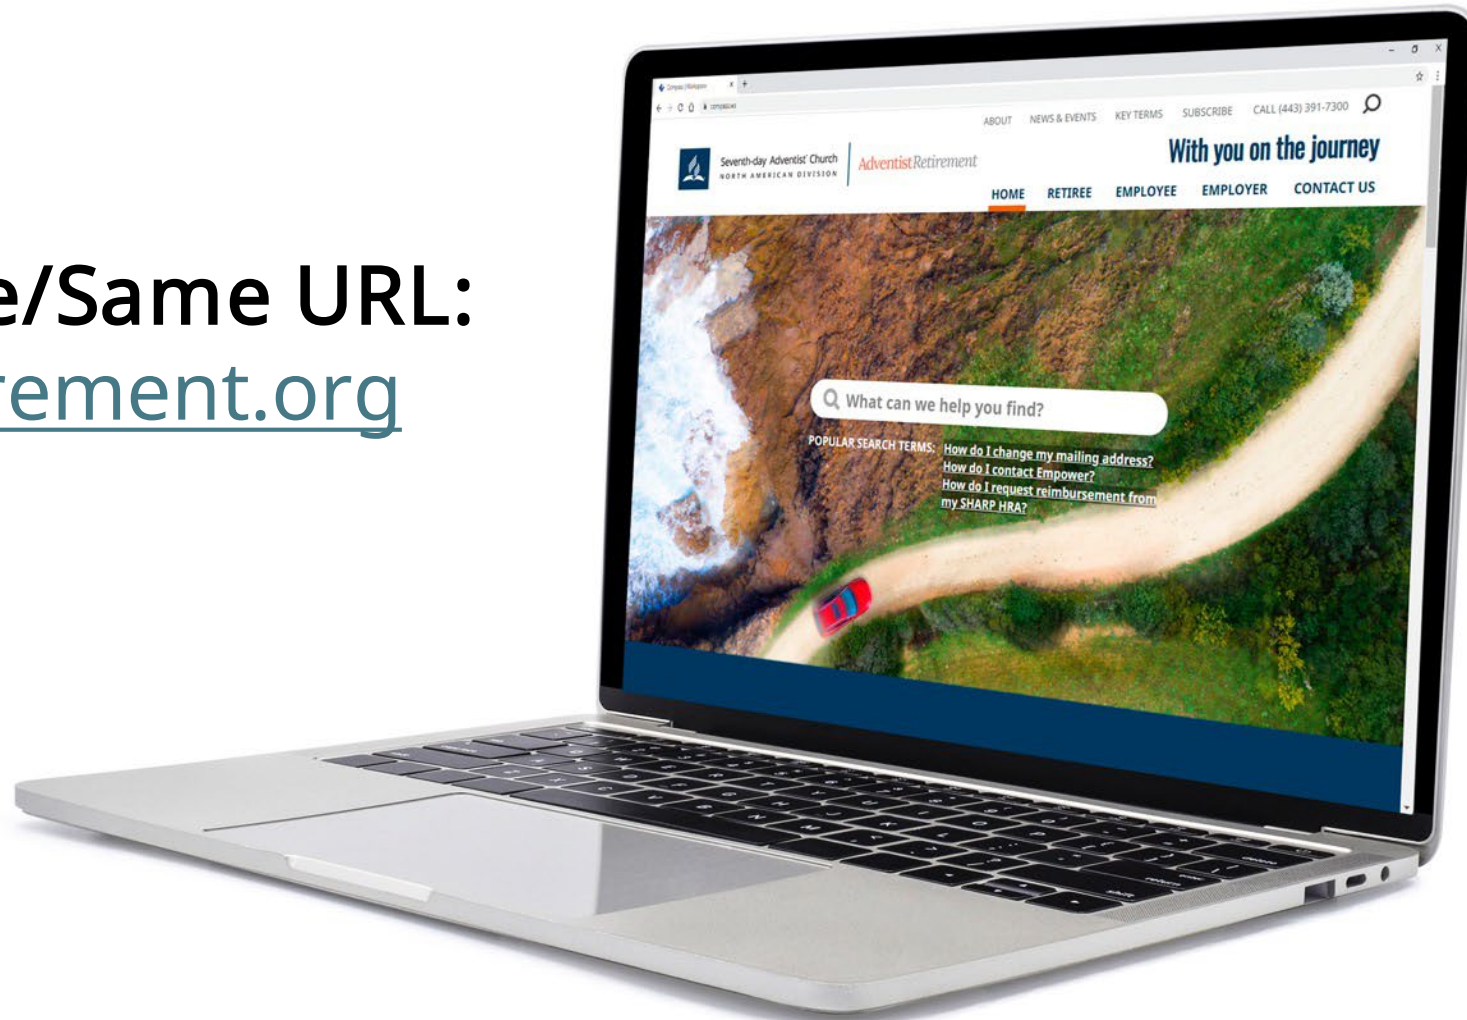 e/Same URL:
rement.org
ABOUT NEWS & EVENTS KEY TERMS SUBSCRIBE CALL (443) 391-7300
Seventh-day Adventist Church
NORTH AMERICAN DIVISION
AdventistRetirement
With you on the journey
HOME RETIREE EMPLOYEE EMPLOYER CONTACT US
What can we help you find?
POPULAR SEARCH TERMS: How do I change my mailing address?
How do I contact Empower?
How do I request reimbursement from
my SHARP HRA?